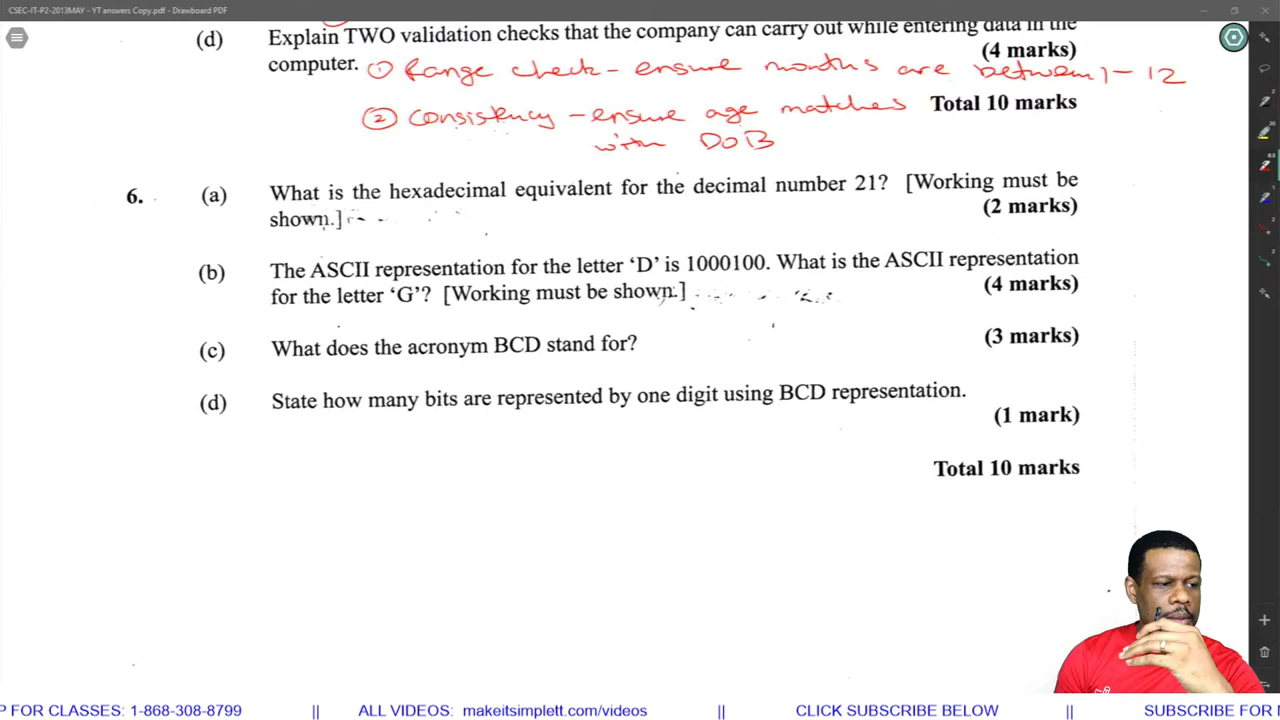 CSEC-IT-P2-2013MAY - YT answers Copy.pdf - Drawboard PDF
(d) Explain TWO validation checks that the company can carry out while entering data in the
computer. (4 marks)
① Range check - ensure months are between 1 - 12
② consistency - ensure age matches
with DOB
Total 10 marks
6. (a) What is the hexadecimal equivalent for the decimal number 21? [Working must be
shown.] (2 marks)
(b) The ASCII representation for the letter ‘D’ is 1000100. What is the ASCII representation
for the letter ‘G’? [Working must be shown.] (4 marks)
(c) What does the acronym BCD stand for? (3 marks)
(d) State how many bits are represented by one digit using BCD representation.
(1 mark)
Total 10 marks
P FOR CLASSES: 1-868-308-8799 || ALL VIDEOS: makeitsimplett.com/videos || CLICK SUBSCRIBE BELOW || SUBSCRIBE FOR